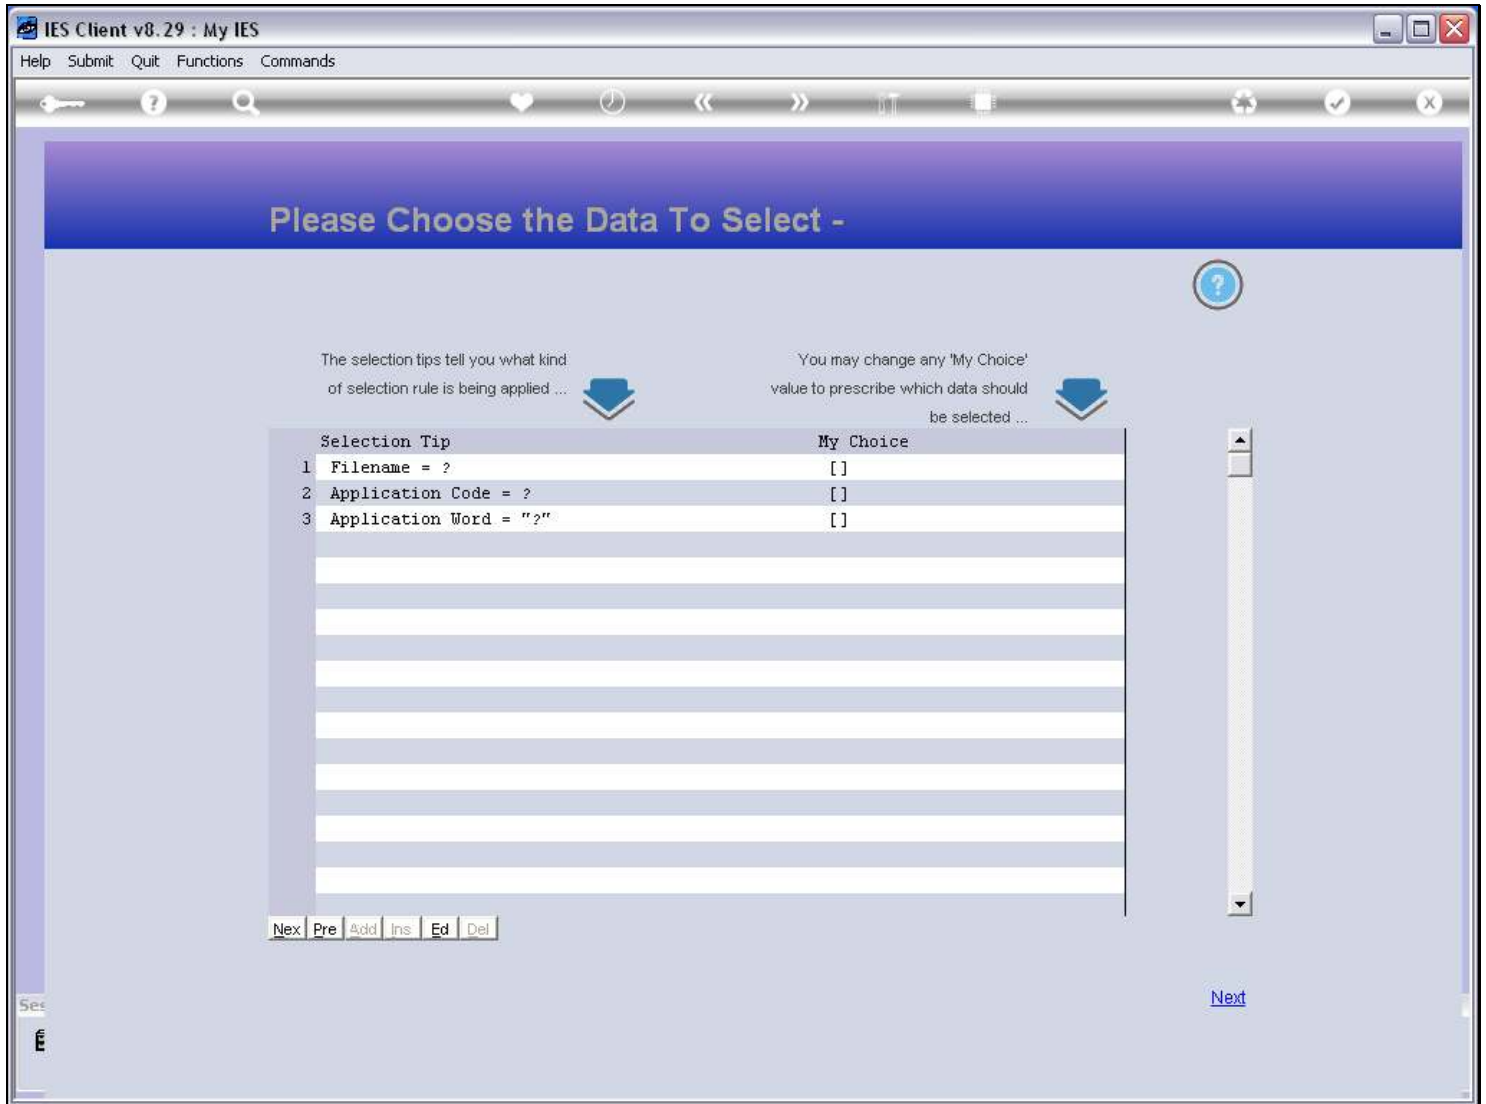 IES Client v8.29 : My IES
Help Submit Quit Functions Commands
Please Choose the Data To Select -
?
The selection tips tell you what kind
of selection rule is being applied ...
You may change any 'My Choice'
value to prescribe which data should
be selected ...
Selection Tip My Choice
1 Filename = ? []
2 Application Code = ? []
3 Application Word = "?" []
Nex Pre Add Ins Ed Del
Next
Ses